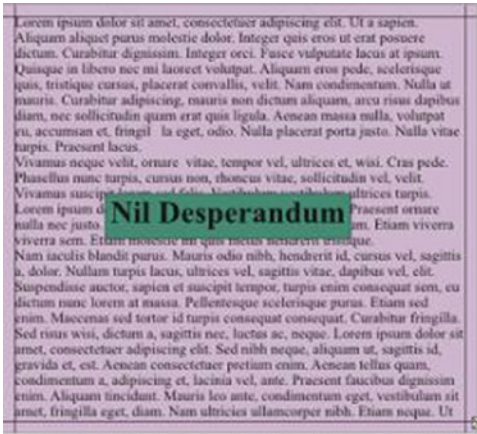 Lorem ipsum dolor sit amet, consectetuer adipiscing elit. Ut a sapien.
Aliquam aliquet purus molestie dolor. Integer quis eros ut erat posuere
dictum. Curabitur dignissim. Integer orci. Fusce vulputate lacus at ipsum.
Quisque in libero nec mi laoreet volutpat. Aliquam eros pede, scelerisque
quis, tristique cursus, placerat convallis, velit. Nam condimentum. Nulla ut
mauris. Curabitur adipiscing, mauris non dictum aliquam, arcu risus dapibus
diam, nec sollicitudin quam erat quis ligula. Aenean massa nulla, volutpat
eu, accumsan et, fringil la eget, odio. Nulla placerat porta justo. Nulla vitae
turpis. Praesent lacus.
Vivamus neque velit, ornare vitae, tempor vel, ultrices et, wisi. Cras pede.
Phasellus nunc turpis, cursus non, rhoncus vitae, sollicitudin vel, velit.
Vivamus suscipit ultrices turpis.
Lorem ipsum d Praesent ornare
nulla nec justo. um. Etiam viverra
Nil Desperandum
viverra sem. Etiam molestie mi quis metus hendrerit tristique.
Nam iaculis blandit purus. Mauris odio nibh, hendrerit id, cursus vel, sagittis
a, dolor. Nullam turpis lacus, ultrices vel, sagittis vitae, dapibus vel, elit.
Suspendisse auctor, sapien et suscipit tempor, turpis enim consequat sem, eu
dictum nunc lorem at massa. Pellentesque scelerisque purus. Etiam sed
enim. Maecenas sed tortor id turpis consequat consequat. Curabitur fringilla.
Sed risus wisi, dictum a, sagittis nec, luctus ac, neque. Lorem ipsum dolor sit
amet, consectetuer adipiscing elit. Sed nibh neque, aliquam ut, sagittis id,
gravida et, est. Aenean consectetuer pretium enim. Aenean tellus quam,
condimentum a, adipiscing et, lacinia vel, ante. Praesent faucibus dignissim
enim. Aliquam tincidunt. Mauris leo ante, condimentum eget, vestibulum sit
amet, fringilla eget, diam. Nam ultricies ullamcorper nibh. Etiam neque. Ut